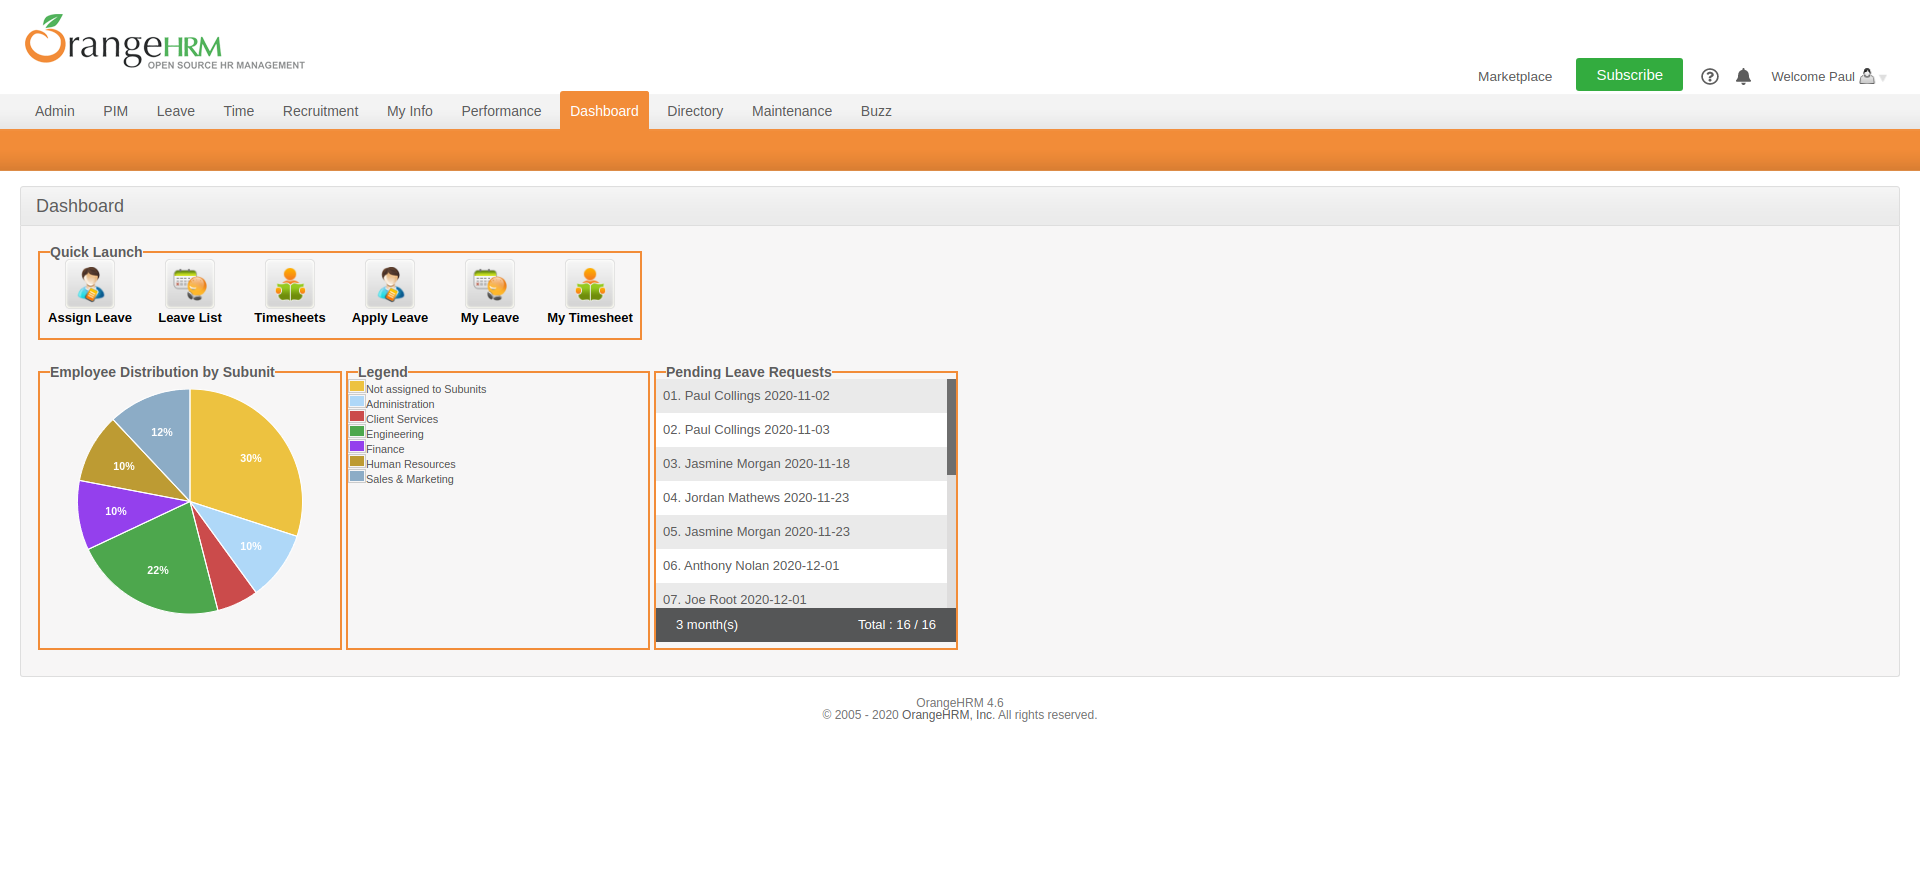 OrangeHRM
OPEN SOURCE HR MANAGEMENT
Marketplace
Subscribe
?
Welcome Paul
Admin
PIM
Leave
Time
Recruitment
My Info
Performance
Dashboard
Directory
Maintenance
Buzz
Dashboard
Quick Launch
Assign Leave
Leave List
Timesheets
Apply Leave
My Leave
My Timesheet
Employee Distribution by Subunit
30%
10%
22%
10%
10%
12%
Legend
Not assigned to Subunits
Administration
Client Services
Engineering
Finance
Human Resources
Sales & Marketing
Pending Leave Requests
01. Paul Collings 2020-11-02
02. Paul Collings 2020-11-03
03. Jasmine Morgan 2020-11-18
04. Jordan Mathews 2020-11-23
05. Jasmine Morgan 2020-11-23
06. Anthony Nolan 2020-12-01
07. Joe Root 2020-12-01
3 month(s)
Total : 16 / 16
OrangeHRM 4.6
© 2005 - 2020 OrangeHRM, Inc. All rights reserved.